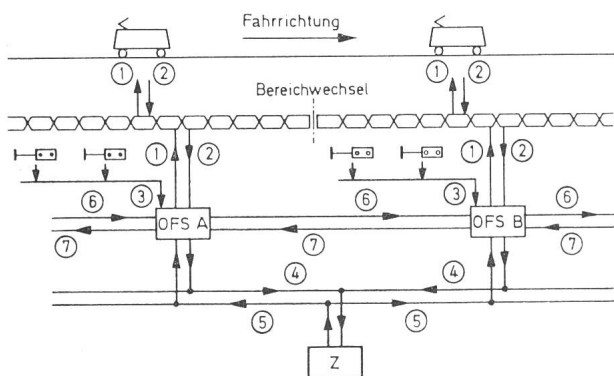 Fahrrichtung
① ② ① ②
Bereichwechsel
① ② ① ②
③ ③
⑥ ⑥ ⑥
OFS A OFS B
⑦ ⑦ ⑦
④ ④
⑤ ⑤
Z